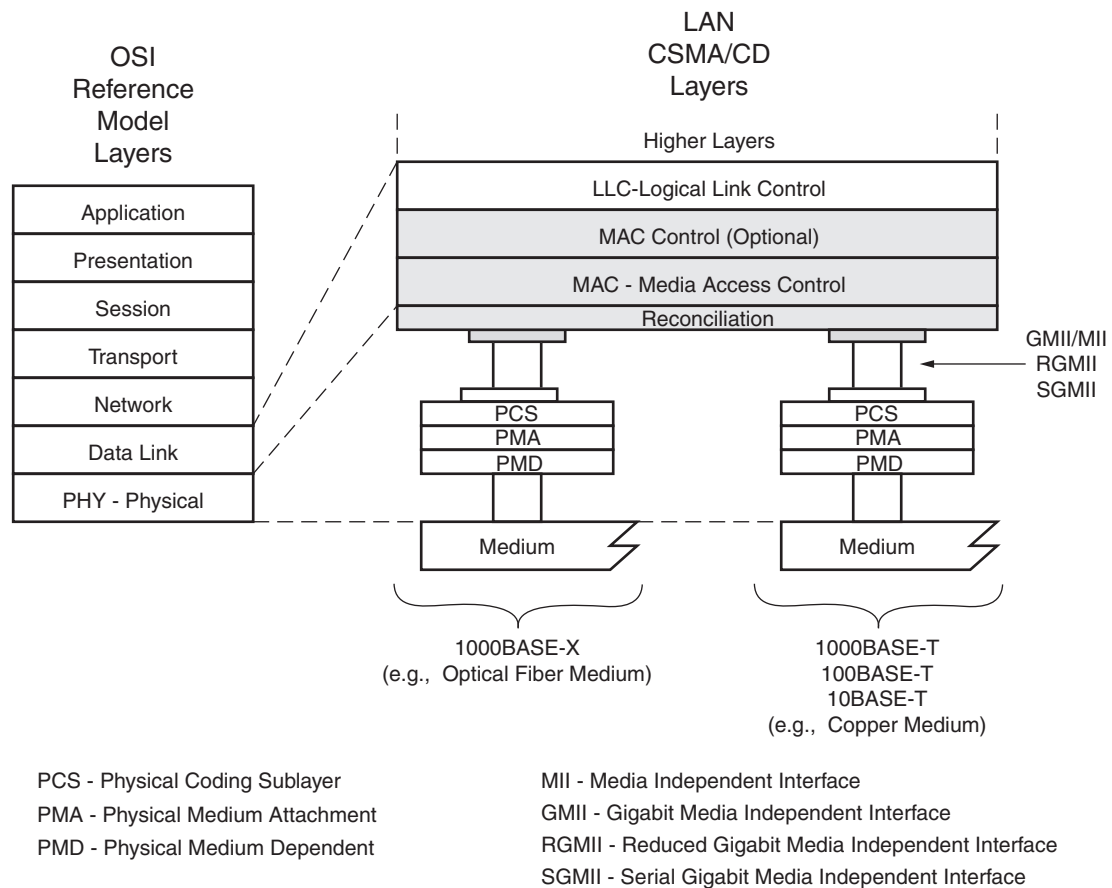 OSI
Reference
Model
Layers
Application
Presentation
Session
Transport
Network
Data Link
PHY - Physical
LAN
CSMA/CD
Layers
Higher Layers
LLC-Logical Link Control
MAC Control (Optional)
MAC - Media Access Control
Reconciliation
GMII/MII
RGMII
SGMII
PCS
PMA
PMD
Medium
1000BASE-X
(e.g., Optical Fiber Medium)
PCS
PMA
PMD
Medium
1000BASE-T
100BASE-T
10BASE-T
(e.g., Copper Medium)
PCS - Physical Coding Sublayer
PMA - Physical Medium Attachment
PMD - Physical Medium Dependent
MII - Media Independent Interface
GMII - Gigabit Media Independent Interface
RGMII - Reduced Gigabit Media Independent Interface
SGMII - Serial Gigabit Media Independent Interface